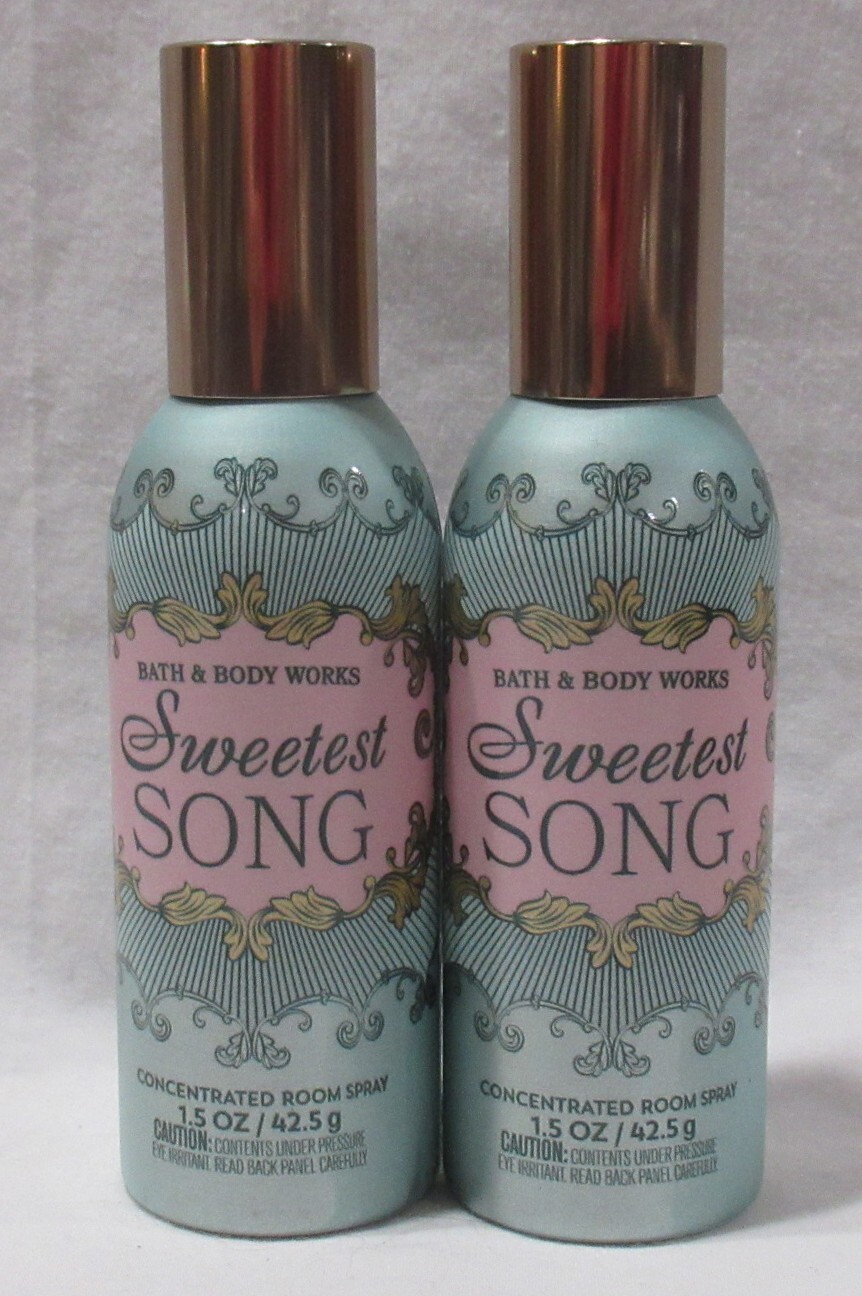 BATH & BODY WORKS
Sweetest
SONG
CONCENTRATED ROOM SPRAY
1.5 OZ / 42.5 g
CAUTION: CONTENTS UNDER PRESSURE
EYE IRRITANT. READ BACK PANEL CAREFULLY
BATH & BODY WORKS
Sweetest
SONG
CONCENTRATED ROOM SPRAY
1.5 OZ / 42.5 g
CAUTION: CONTENTS UNDER PRESSURE
EYE IRRITANT. READ BACK PANEL CAREFULLY